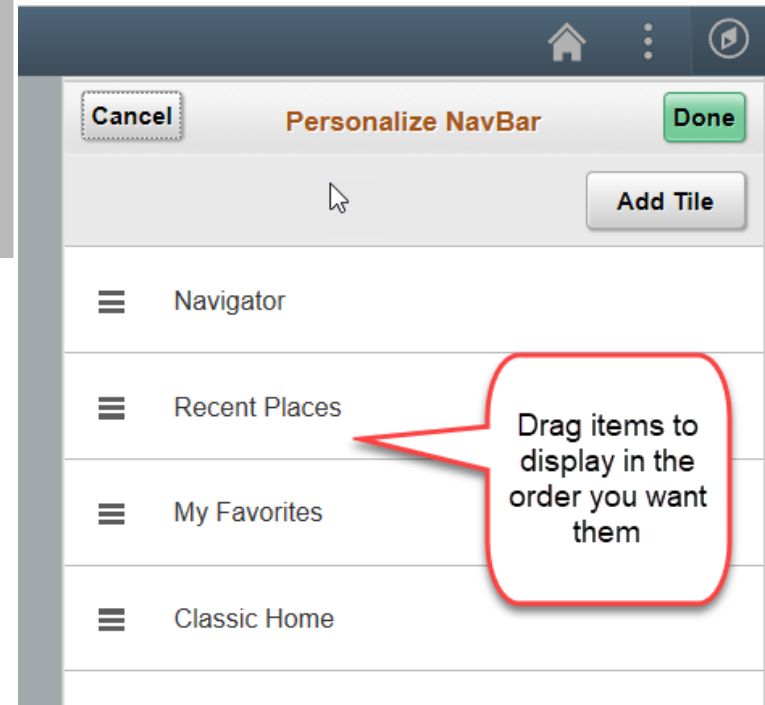 Cancel
Personalize NavBar
Done
Add Tile
Navigator
Recent Places
Drag items to
display in the
order you want
them
My Favorites
Classic Home